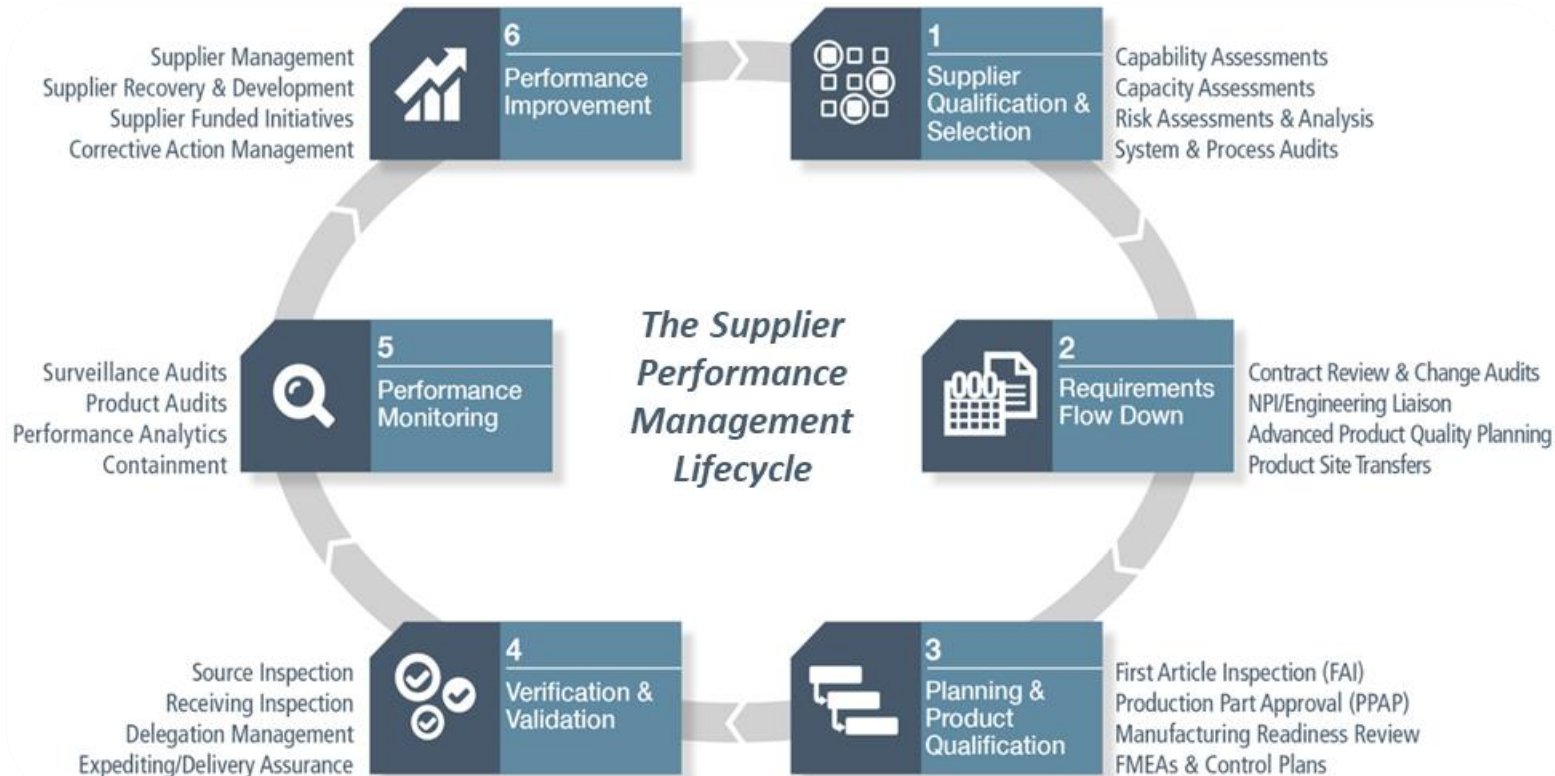 The Supplier
Performance
Management
Lifecycle
1
Supplier
Qualification &
Selection
Capability Assessments
Capacity Assessments
Risk Assessments & Analysis
System & Process Audits
2
Requirements
Flow Down
Contract Review & Change Audits
NPI/Engineering Liaison
Advanced Product Quality Planning
Product Site Transfers
3
Planning &
Product
Qualification
First Article Inspection (FAI)
Production Part Approval (PPAP)
Manufacturing Readiness Review
FMEAs & Control Plans
4
Verification &
Validation
Source Inspection
Receiving Inspection
Delegation Management
Expediting/Delivery Assurance
5
Performance
Monitoring
Surveillance Audits
Product Audits
Performance Analytics
Containment
6
Performance
Improvement
Supplier Management
Supplier Recovery & Development
Supplier Funded Initiatives
Corrective Action Management